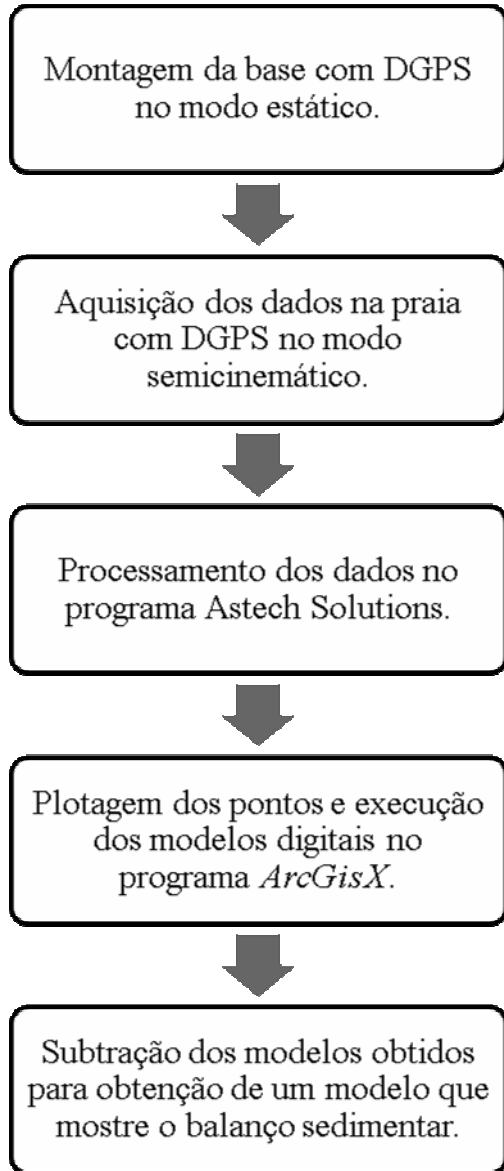 Montagem da base com DGPS
no modo estático.
Aquisição dos dados na praia
com DGPS no modo
semicinemático.
Processamento dos dados no
programa Astech Solutions.
Plotagem dos pontos e execução
dos modelos digitais no
programa ArcGisX.
Subtração dos modelos obtidos
para obtenção de um modelo que
mostre o balanço sedimentar.